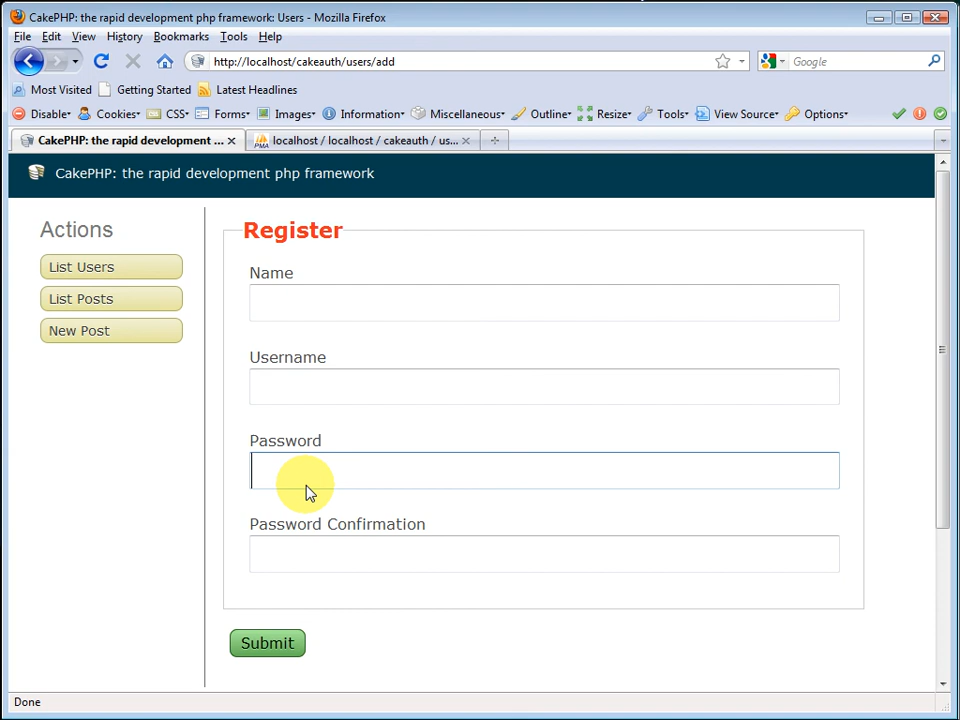 CakePHP: the rapid development php framework: Users - Mozilla Firefox
File Edit View History Bookmarks Tools Help
http://localhost/cakeauth/users/add Google
Most Visited Getting Started Latest Headlines
Disable Cookies CSS Forms Images Information Miscellaneous Outline Resize Tools View Source Options
CakePHP: the rapid development ... localhost / localhost / cakeauth / us...
CakePHP: the rapid development php framework
Actions
List Users
List Posts
New Post
Register
Name
Username
Password
Password Confirmation
Submit
Done